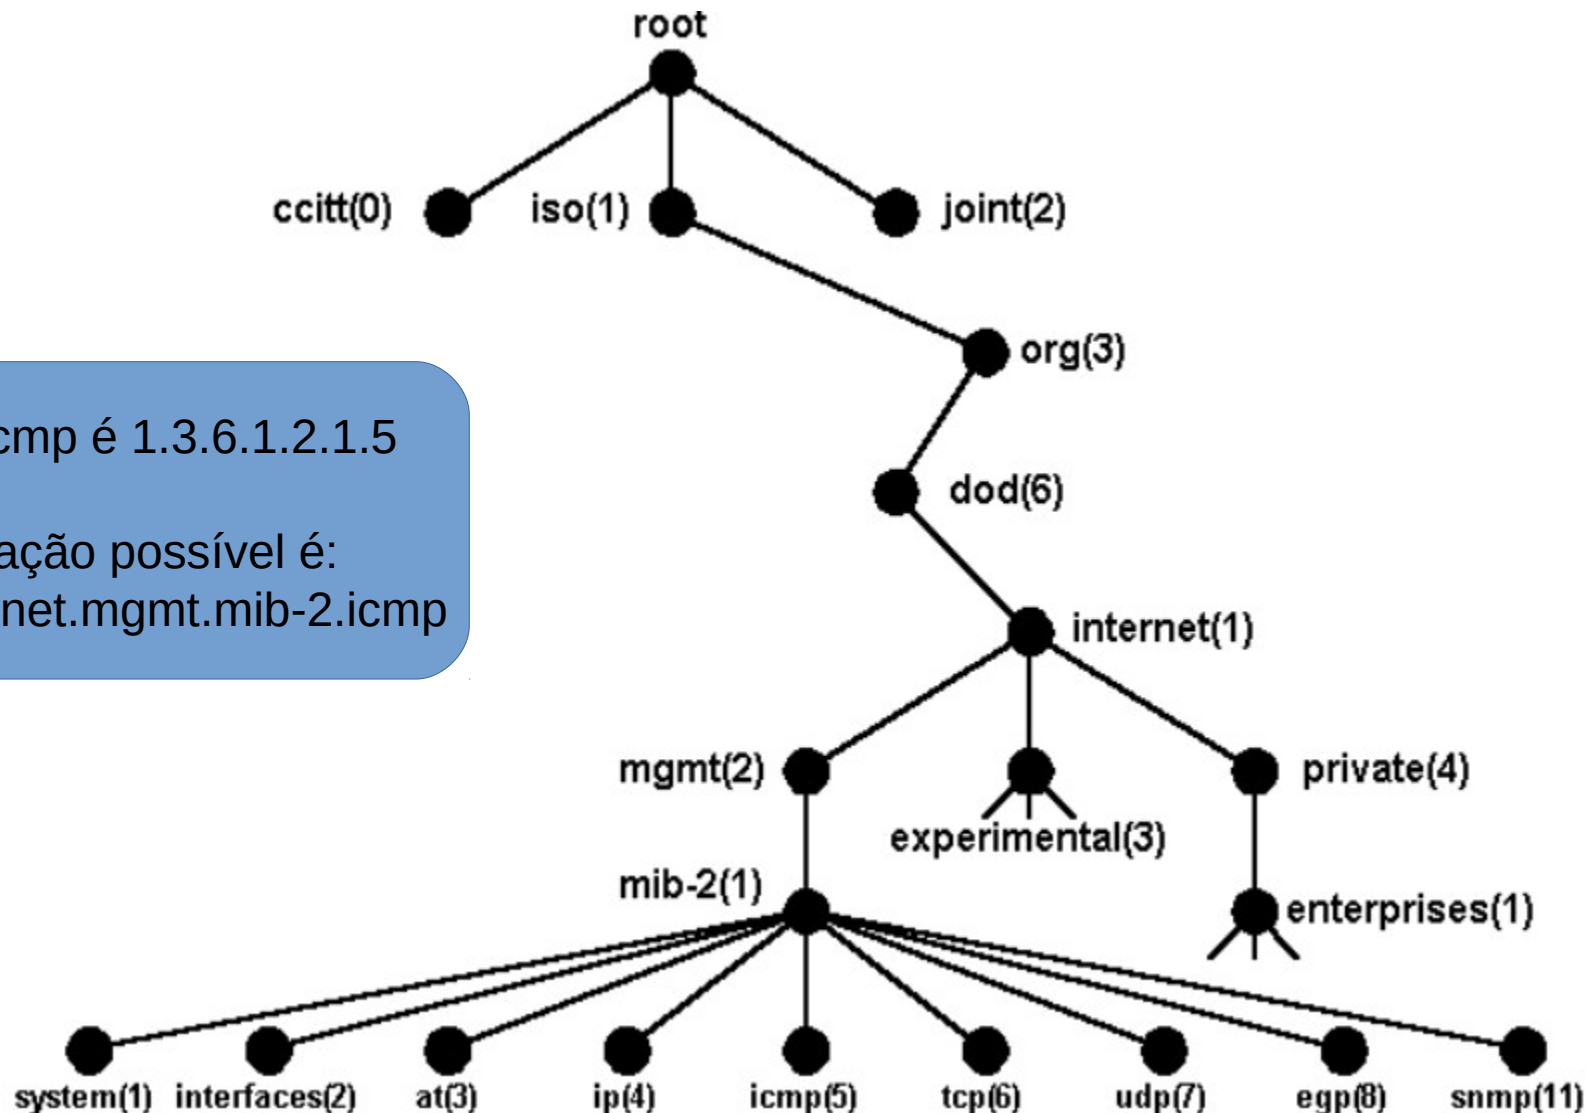 root
ccitt(0) iso(1) joint(2)
org(3)
cmp é 1.3.6.1.2.1.5
dod(6)
ação possível é:
net.mgmt.mib-2.icmp
internet(1)
mgmt(2) private(4)
experimental(3)
mib-2(1)
enterprises(1)
system(1) interfaces(2) at(3) ip(4) icmp(5) tcp(6) udp(7) egp(8) snmp(11)